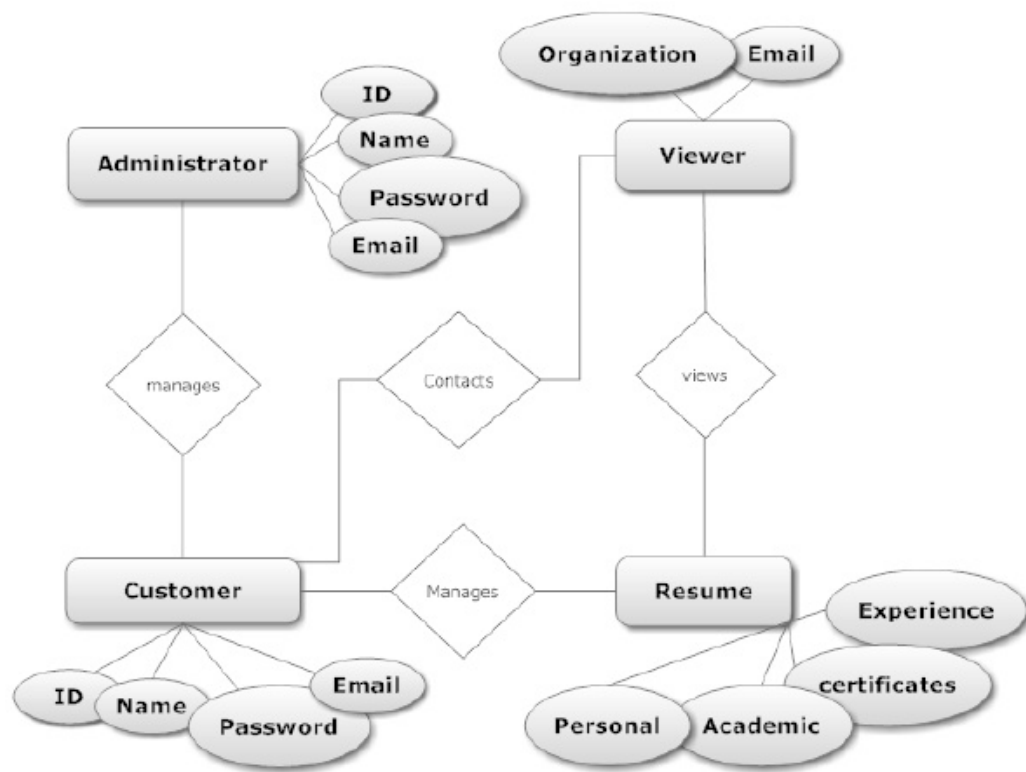 Organization
Email
ID
Name
Administrator
Viewer
Password
Email
manages
Contacts
views
Customer
Manages
Resume
Experience
ID
Name
Email
Password
certificates
Personal
Academic